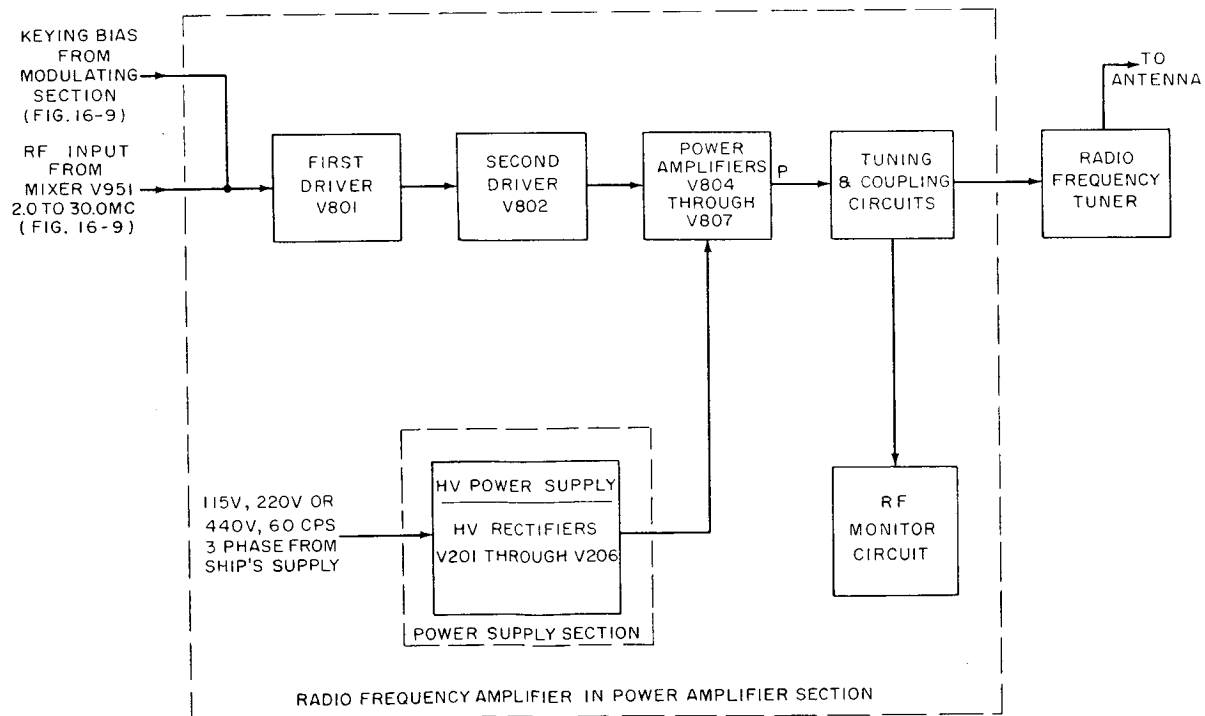 KEYING BIAS
FROM
MODULATING
SECTION
(FIG. 16-9)
RF INPUT
FROM
MIXER V951
2.0 TO 30.0MC
(FIG. 16-9)
FIRST
DRIVER
V801
SECOND
DRIVER
V802
POWER
AMPLIFIERS
V804
THROUGH
V807
P
TUNING
& COUPLING
CIRCUITS
RADIO
FREQUENCY
TUNER
TO
ANTENNA
115V, 220V OR
440V, 60 CPS
3 PHASE FROM
SHIP'S SUPPLY
HV POWER SUPPLY
HV RECTIFIERS
V201 THROUGH V206
POWER SUPPLY SECTION
RF
MONITOR
CIRCUIT
RADIO FREQUENCY AMPLIFIER IN POWER AMPLIFIER SECTION